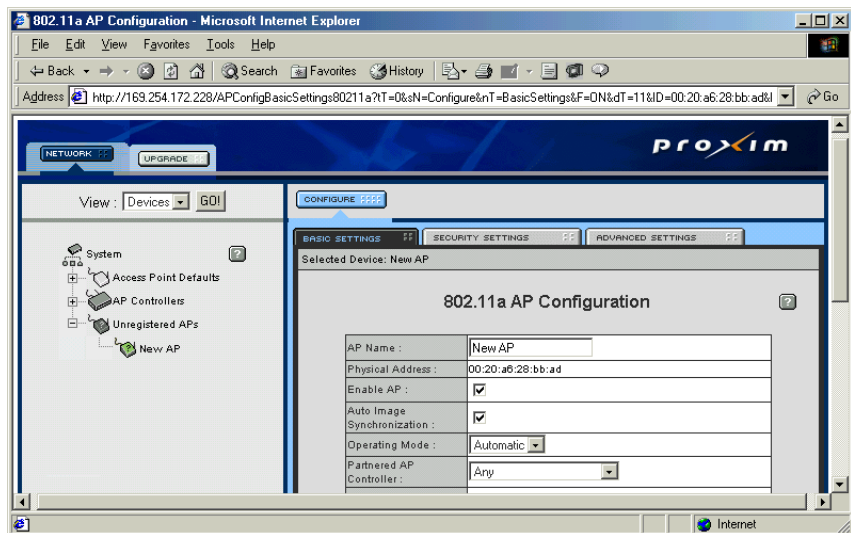 802.11a AP Configuration - Microsoft Internet Explorer
File Edit View Favorites Tools Help
Back Search Favorites History
Address http://169.254.172.228/APConfigBasicSettings80211a?tT=0&sN=Configure&nT=BasicSettings&F=ON&dT=11&ID=00:20:a6:28:bb:ad&l Go
proxim
NETWORK UPGRADE
View : Devices GO!
CONFIGURE
BASIC SETTINGS SECURITY SETTINGS ADVANCED SETTINGS
System ?
Selected Device: New AP
Access Point Defaults
AP Controllers
Unregistered APs
New AP
802.11a AP Configuration ?
AP Name : New AP
Physical Address : 00:20:a6:28:bb:ad
Enable AP :
Auto Image
Synchronization :
Operating Mode : Automatic
Partnered AP
Controller : Any
Internet